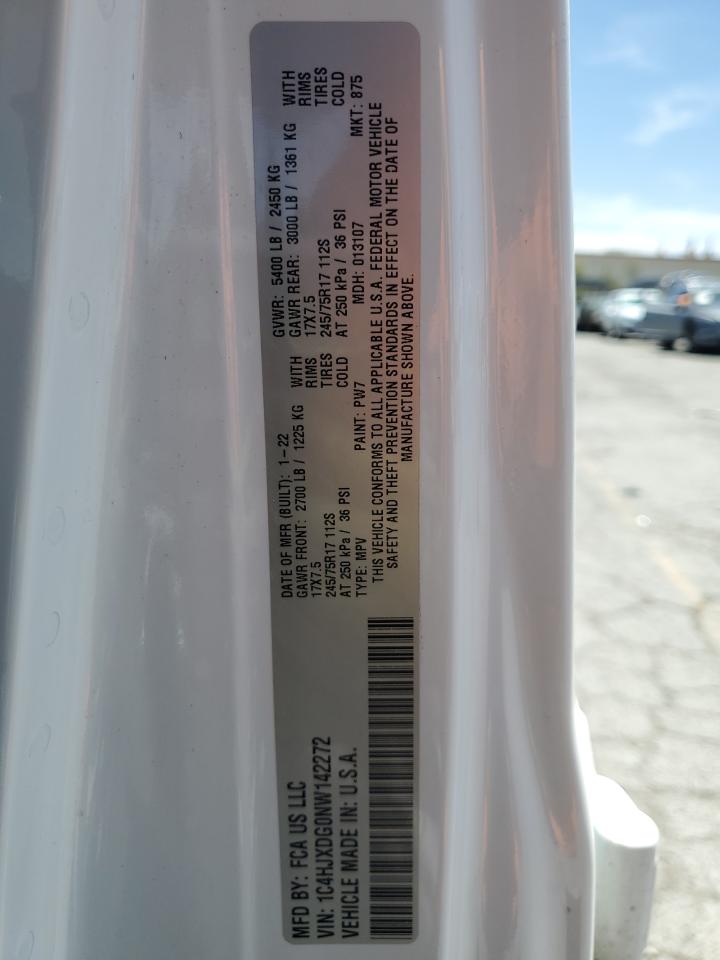 MFD BY: FCA US LLC
VIN: 1C4HJXDG0NW142272
VEHICLE MADE IN: U.S.A.
DATE OF MFR (BUILT): 1-22
GVWR: 5400 LB / 2450 KG
GAWR FRONT: 2700 LB / 1225 KG WITH
GAWR REAR: 3000 LB / 1361 KG WITH
17X7.5 RIMS
17X7.5 RIMS
245/75R17 112S TIRES
245/75R17 112S TIRES
AT 250 kPa / 36 PSI COLD
AT 250 kPa / 36 PSI COLD
TYPE: MPV PAINT: PW7 MDH: 013107 MKT: 875
THIS VEHICLE CONFORMS TO ALL APPLICABLE U.S.A. FEDERAL MOTOR VEHICLE
SAFETY AND THEFT PREVENTION STANDARDS IN EFFECT ON THE DATE OF
MANUFACTURE SHOWN ABOVE.